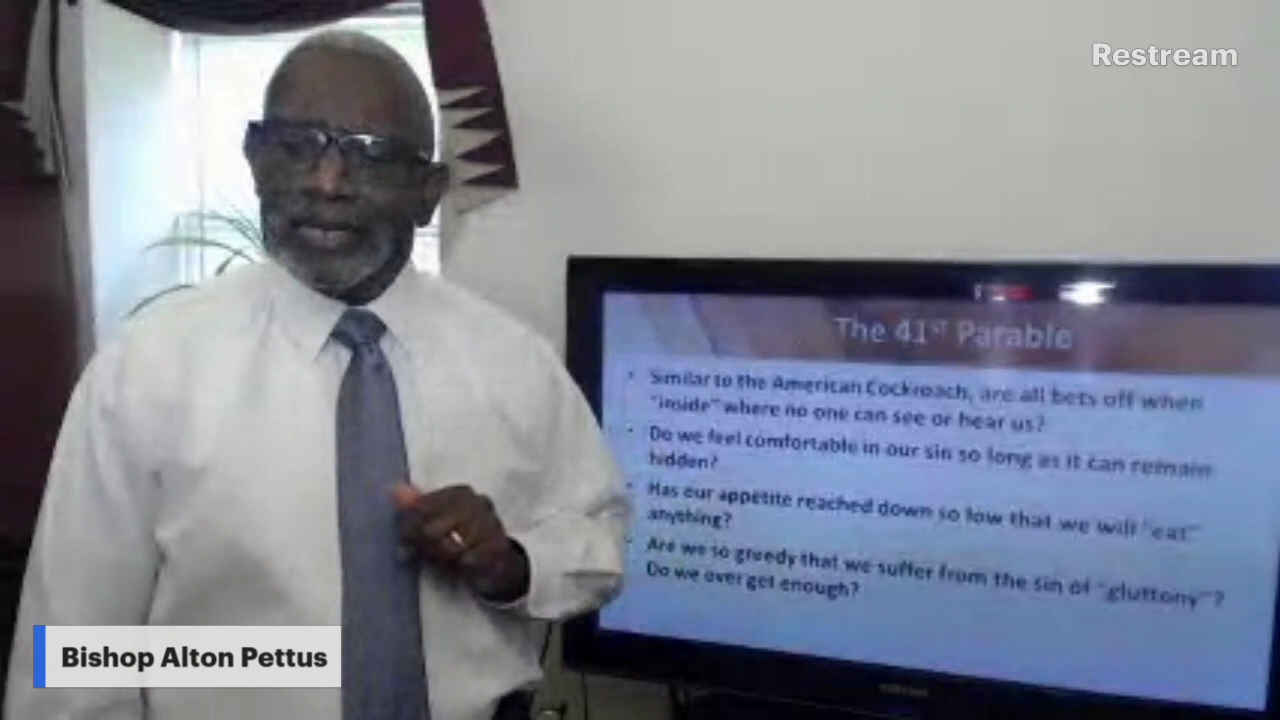 Restream
The 41st Parable
• Similar to the American Cockroach, are all bets off when
"inside" where no one can see or hear us?
• Do we feel comfortable in our sin so long as it can remain
hidden?
• Has our appetite reached down so low that we will "eat"
anything?
• Are we so greedy that we suffer from the sin of "gluttony"?
Do we ever get enough?
Bishop Alton Pettus